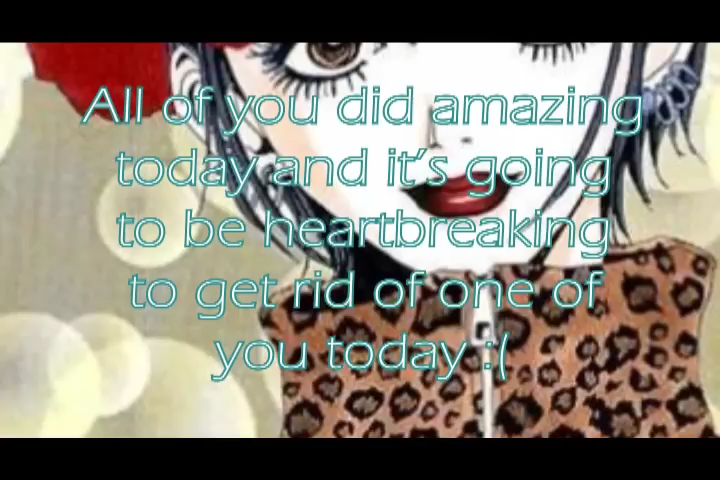 All of you did amazing
today and it's going
to be heartbreaking
to get rid of one of
you today :(